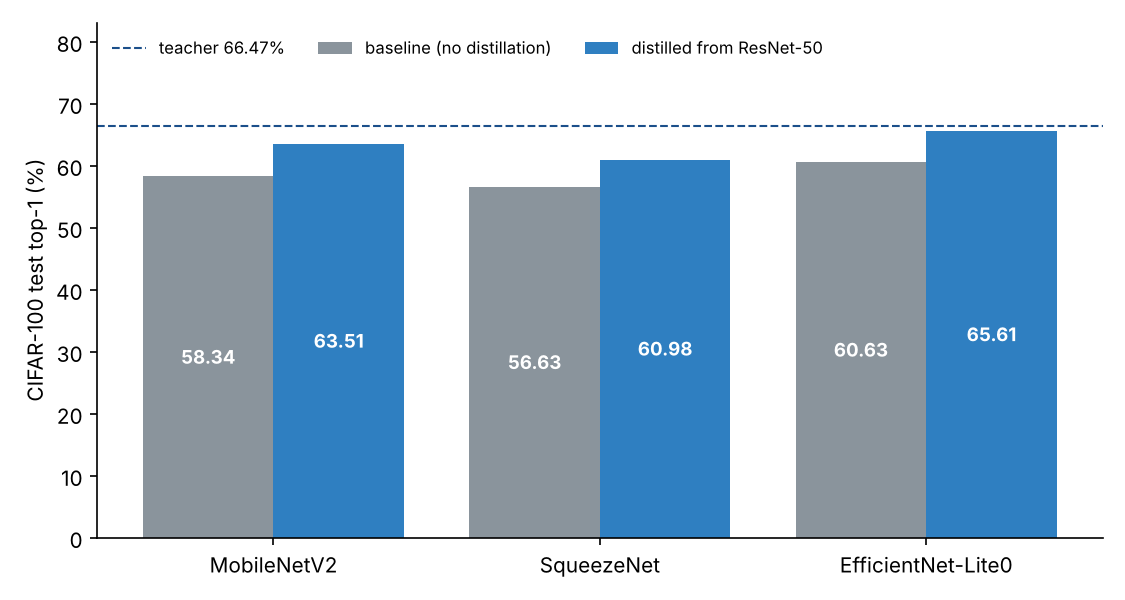 teacher 66.47% baseline (no distillation) distilled from ResNet-50
CIFAR-100 test top-1 (%)
80
70
60
50
40
30
20
10
0
58.34 63.51 56.63 60.98 60.63 65.61
MobileNetV2 SqueezeNet EfficientNet-Lite0